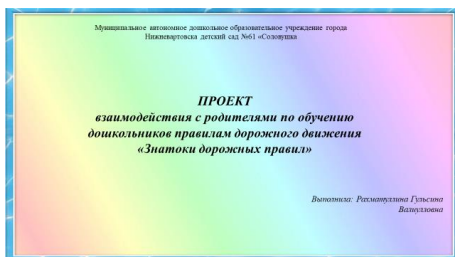 Муниципальное автономное дошкольное образовательное учреждение города
Нижневартовска детский сад №61 «Соловушка
ПРОЕКТ
взаимодействия с родителями по обучению
дошкольников правилам дорожного движения
«Знатоки дорожных правил»
Выполнила: Рахматуллина Гульсина
Вазиулловна